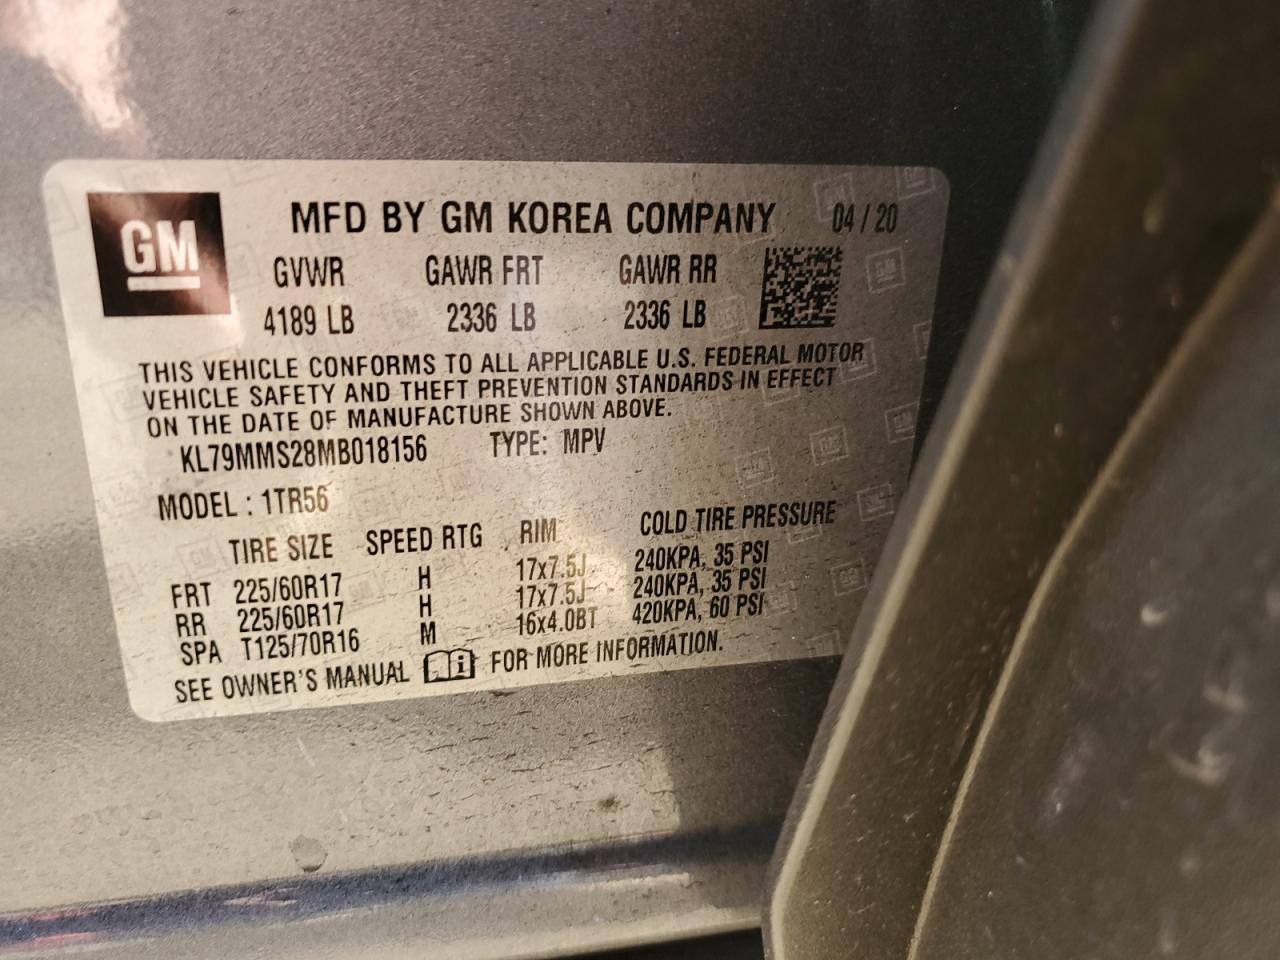 GM
MFD BY GM KOREA COMPANY 04 / 20
GVWR GAWR FRT GAWR RR
4189 LB 2336 LB 2336 LB
THIS VEHICLE CONFORMS TO ALL APPLICABLE U.S. FEDERAL MOTOR
VEHICLE SAFETY AND THEFT PREVENTION STANDARDS IN EFFECT
ON THE DATE OF MANUFACTURE SHOWN ABOVE.
KL79MMS28MB018156 TYPE: MPV
MODEL : 1TR56
TIRE SIZE SPEED RTG RIM COLD TIRE PRESSURE
FRT 225/60R17 H 17x7.5J 240KPA, 35 PSI
RR 225/60R17 H 17x7.5J 240KPA, 35 PSI
SPA T125/70R16 M 16x4.0BT 420KPA, 60 PSI
SEE OWNER'S MANUAL FOR MORE INFORMATION.